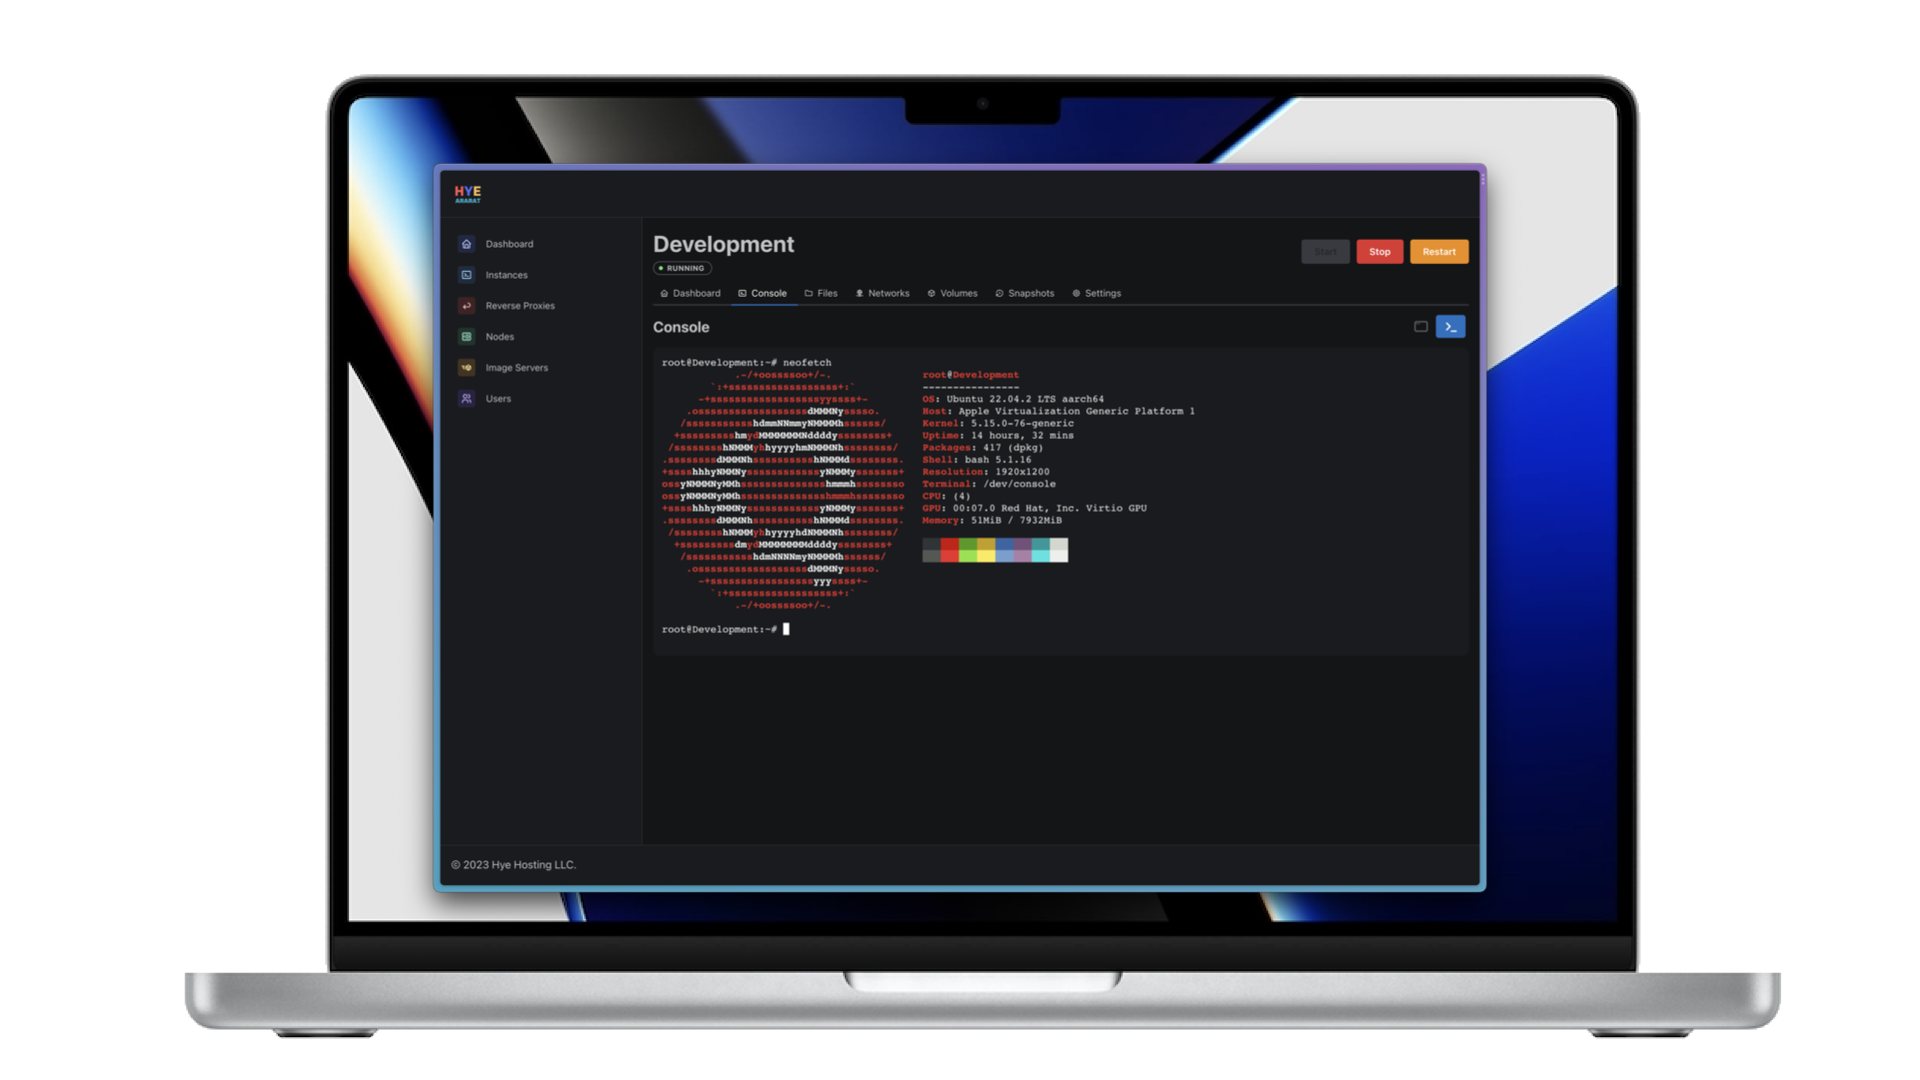 HYE
ARARAT
Dashboard
Instances
Reverse Proxies
Nodes
Image Servers
Users
Development
RUNNING
Start
Stop
Restart
Dashboard
Console
Files
Networks
Volumes
Snapshots
Settings
Console
root@Development:~# neofetch
root@Development
----------------
OS: Ubuntu 22.04.2 LTS aarch64
Host: Apple Virtualization Generic Platform 1
Kernel: 5.15.0-76-generic
Uptime: 14 hours, 32 mins
Packages: 417 (dpkg)
Shell: bash 5.1.16
Resolution: 1920x1200
Terminal: /dev/console
CPU: (4)
GPU: 00:07.0 Red Hat, Inc. Virtio GPU
Memory: 51MiB / 7932MiB
root@Development:~#
© 2023 Hye Hosting LLC.